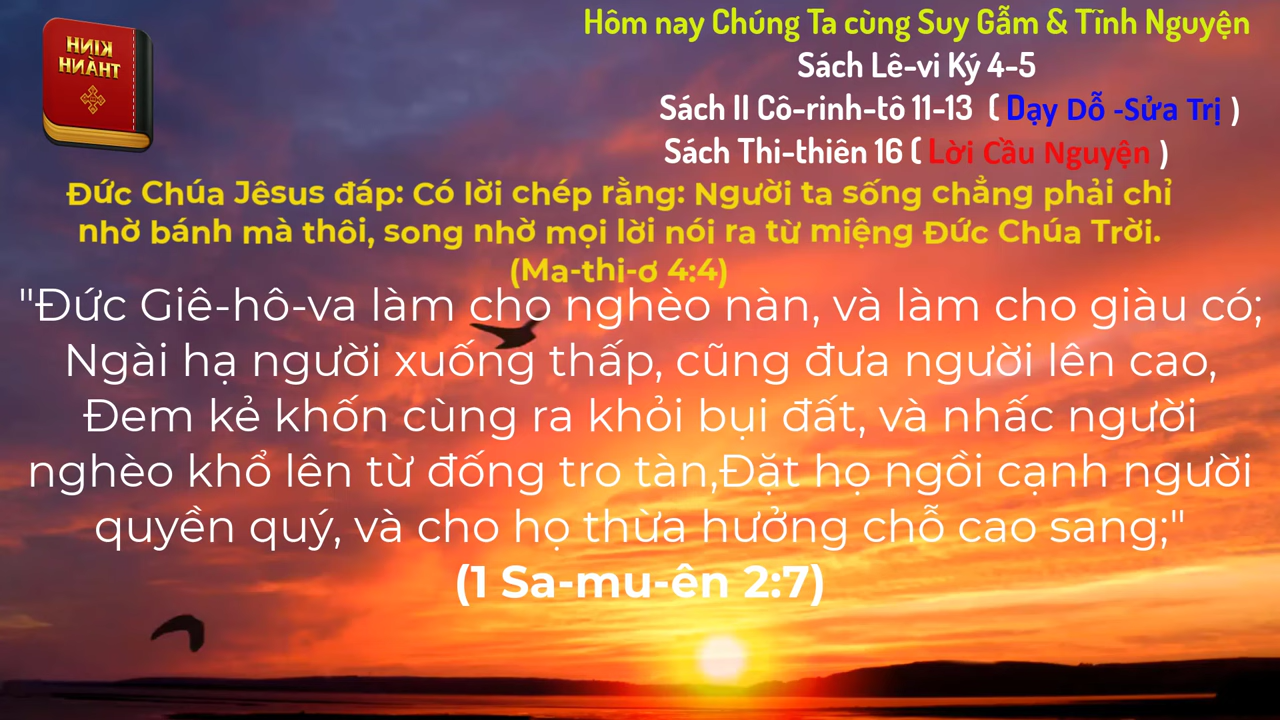 KINH
THÀNH
Hôm nay Chúng Ta cùng Suy Gẫm & Tĩnh Nguyện
Sách Lê-vi Ký 4-5
Sách II Cô-rinh-tô 11-13 ( Dạy Dỗ -Sửa Trị )
Sách Thi-thiên 16 ( Lời Cầu Nguyện )
Đức Chúa Jêsus đáp: Có lời chép rằng: Người ta sống chẳng phải chỉ
nhờ bánh mà thôi, song nhờ mọi lời nói ra từ miệng Đức Chúa Trời.
(Ma-thi-ơ 4:4)
"Đức Giê-hô-va làm cho nghèo nàn, và làm cho giàu có;
Ngài hạ người xuống thấp, cũng đưa người lên cao,
Đem kẻ khốn cùng ra khỏi bụi đất, và nhấc người
nghèo khổ lên từ đống tro tàn,Đặt họ ngồi cạnh người
quyền quý, và cho họ thừa hưởng chỗ cao sang;"
(1 Sa-mu-ên 2:7)